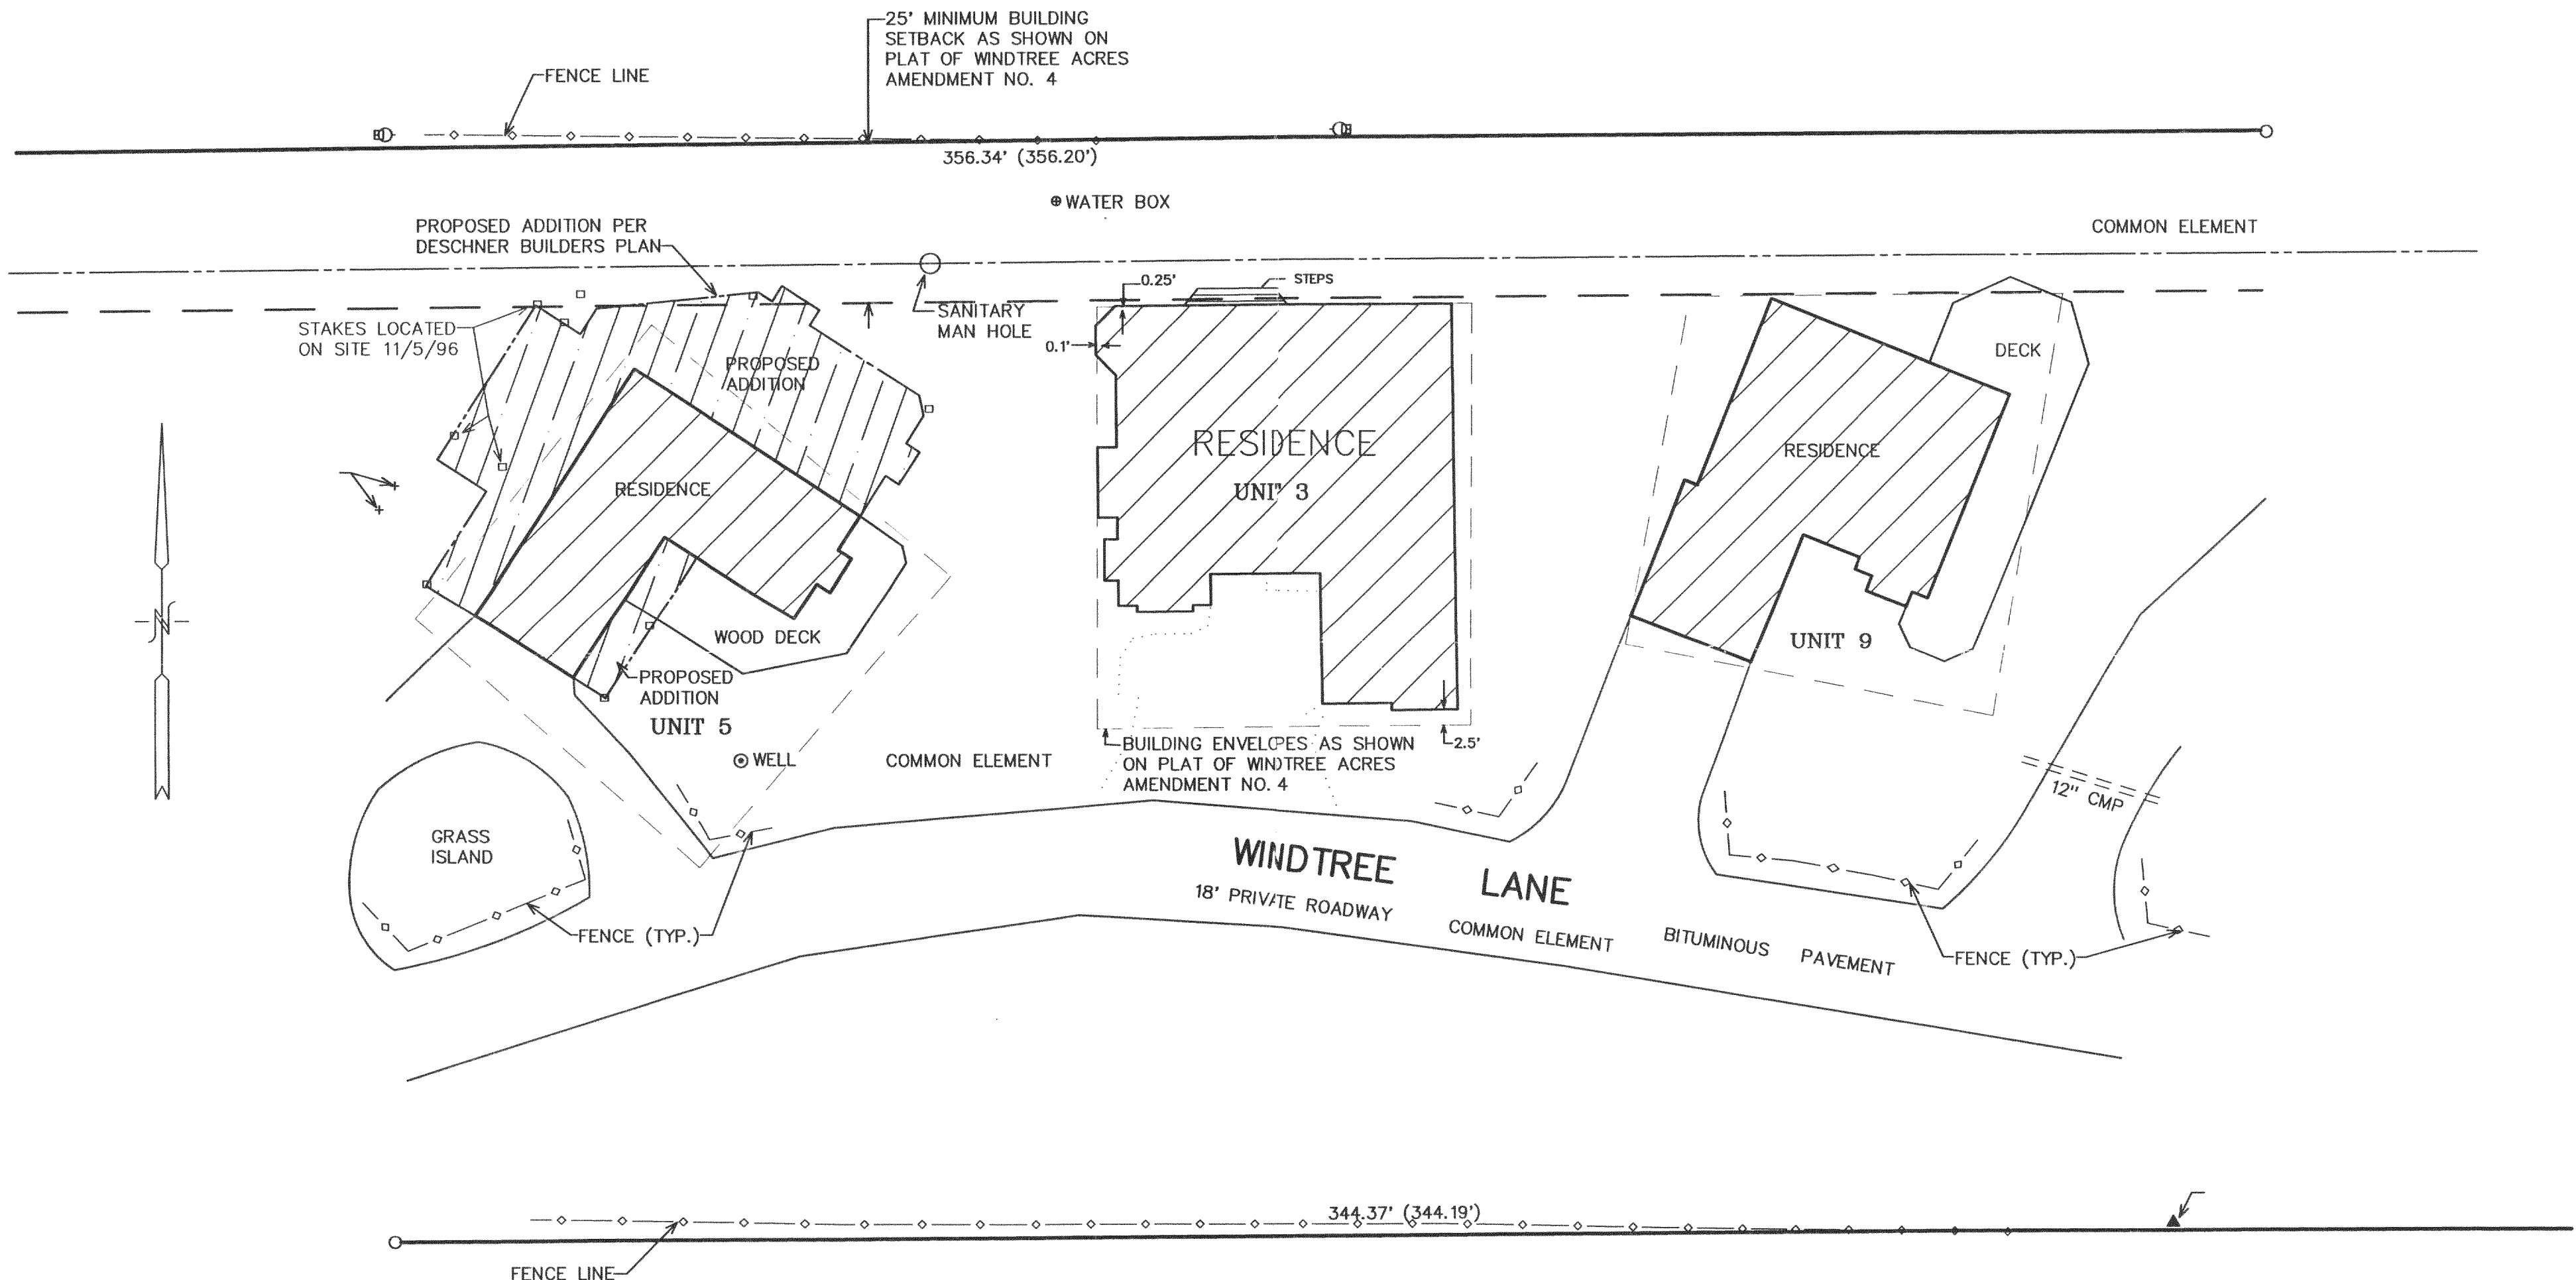 25' MINIMUM BUILDING
SETBACK AS SHOWN ON
PLAT OF WINDTREE ACRES
AMENDMENT NO. 4
FENCE LINE
356.34' (356.20')
WATER BOX
PROPOSED ADDITION PER
DESCHNER BUILDERS PLAN
COMMON ELEMENT
0.25'
STEPS
SANITARY
MAN HOLE
STAKES LOCATED
ON SITE 11/5/96
0.1'
DECK
PROPOSED
ADDITION
RESIDENCE
UNIT 3
RESIDENCE
RESIDENCE
WOOD DECK
UNIT 9
PROPOSED
ADDITION
UNIT 5
WELL
COMMON ELEMENT
BUILDING ENVELOPES AS SHOWN
ON PLAT OF WINDTREE ACRES
AMENDMENT NO. 4
2.5'
12" CMP
GRASS
ISLAND
WINDTREE LANE
18' PRIVATE ROADWAY
COMMON ELEMENT
BITUMINOUS PAVEMENT
FENCE (TYP.)
FENCE (TYP.)
N
344.37' (344.19')
FENCE LINE